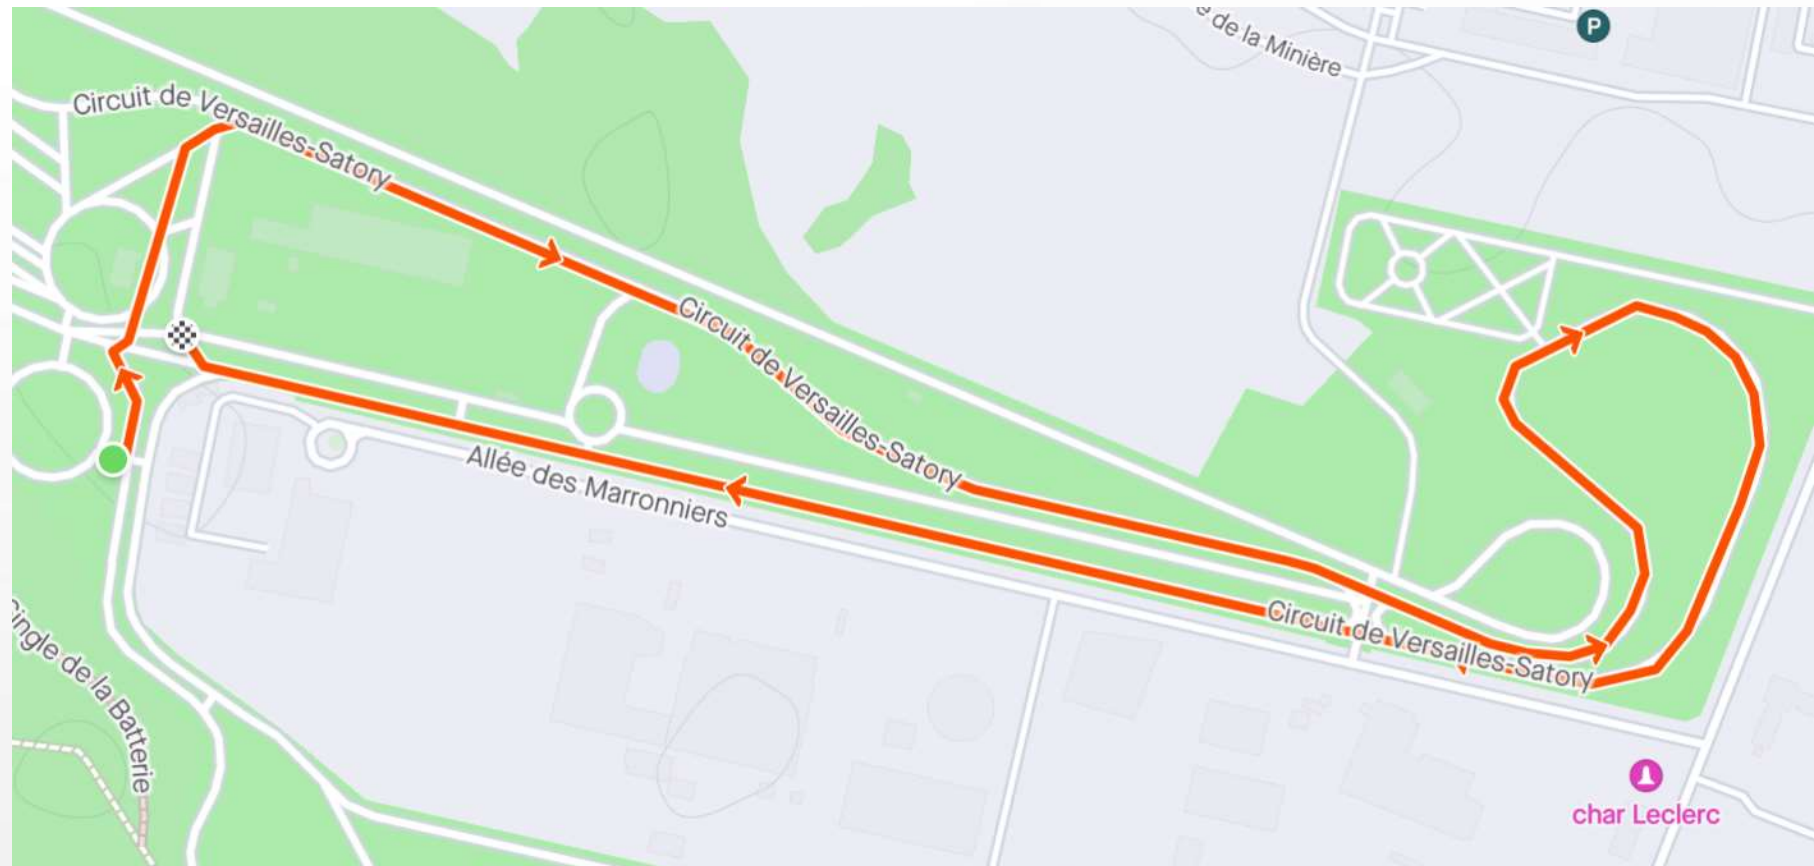 e de la Minière
P
Circuit de Versailles-Satory
Circuit de Versailles-Satory
Allée des Marronniers
Circuit de Versailles-Satory
ingle de la Batterie
char Leclerc